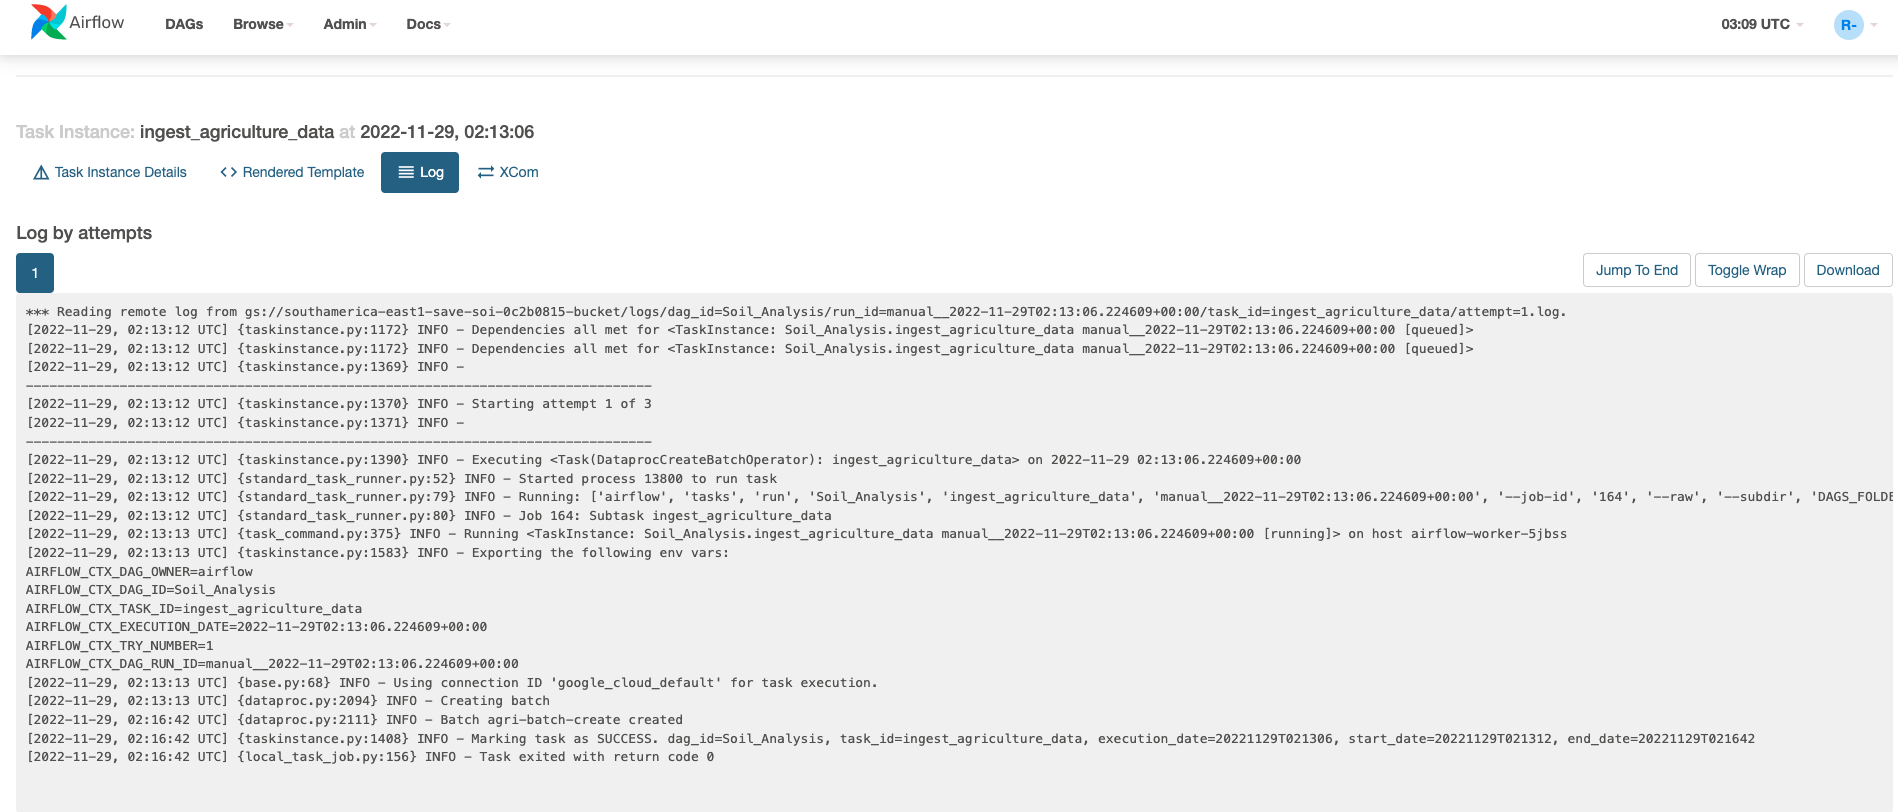 Airflow DAGs Browse Admin Docs 03:09 UTC R-
Task Instance: ingest_agriculture_data at 2022-11-29, 02:13:06
Task Instance Details <> Rendered Template Log XCom
Log by attempts
1 Jump To End Toggle Wrap Download
*** Reading remote log from gs://southamerica-east1-save-soi-0c2b0815-bucket/logs/dag_id=Soil_Analysis/run_id=manual__2022-11-29T02:13:06.224609+00:00/task_id=ingest_agriculture_data/attempt=1.log.
[2022-11-29, 02:13:12 UTC] {taskinstance.py:1172} INFO - Dependencies all met for <TaskInstance: Soil_Analysis.ingest_agriculture_data manual__2022-11-29T02:13:06.224609+00:00 [queued]>
[2022-11-29, 02:13:12 UTC] {taskinstance.py:1172} INFO - Dependencies all met for <TaskInstance: Soil_Analysis.ingest_agriculture_data manual__2022-11-29T02:13:06.224609+00:00 [queued]>
[2022-11-29, 02:13:12 UTC] {taskinstance.py:1369} INFO -
--------------------------------------------------------------------------------
[2022-11-29, 02:13:12 UTC] {taskinstance.py:1370} INFO - Starting attempt 1 of 3
[2022-11-29, 02:13:12 UTC] {taskinstance.py:1371} INFO -
--------------------------------------------------------------------------------
[2022-11-29, 02:13:12 UTC] {taskinstance.py:1390} INFO - Executing <Task(DataprocCreateBatchOperator): ingest_agriculture_data> on 2022-11-29 02:13:06.224609+00:00
[2022-11-29, 02:13:12 UTC] {standard_task_runner.py:52} INFO - Started process 13800 to run task
[2022-11-29, 02:13:12 UTC] {standard_task_runner.py:79} INFO - Running: ['airflow', 'tasks', 'run', 'Soil_Analysis', 'ingest_agriculture_data', 'manual__2022-11-29T02:13:06.224609+00:00', '--job-id', '164', '--raw', '--subdir', 'DAGS_FOLDE
[2022-11-29, 02:13:12 UTC] {standard_task_runner.py:80} INFO - Job 164: Subtask ingest_agriculture_data
[2022-11-29, 02:13:13 UTC] {task_command.py:375} INFO - Running <TaskInstance: Soil_Analysis.ingest_agriculture_data manual__2022-11-29T02:13:06.224609+00:00 [running]> on host airflow-worker-5jbss
[2022-11-29, 02:13:13 UTC] {taskinstance.py:1583} INFO - Exporting the following env vars:
AIRFLOW_CTX_DAG_OWNER=airflow
AIRFLOW_CTX_DAG_ID=Soil_Analysis
AIRFLOW_CTX_TASK_ID=ingest_agriculture_data
AIRFLOW_CTX_EXECUTION_DATE=2022-11-29T02:13:06.224609+00:00
AIRFLOW_CTX_TRY_NUMBER=1
AIRFLOW_CTX_DAG_RUN_ID=manual__2022-11-29T02:13:06.224609+00:00
[2022-11-29, 02:13:13 UTC] {base.py:68} INFO - Using connection ID 'google_cloud_default' for task execution.
[2022-11-29, 02:13:13 UTC] {dataproc.py:2094} INFO - Creating batch
[2022-11-29, 02:16:42 UTC] {dataproc.py:2111} INFO - Batch agri-batch-create created
[2022-11-29, 02:16:42 UTC] {taskinstance.py:1408} INFO - Marking task as SUCCESS. dag_id=Soil_Analysis, task_id=ingest_agriculture_data, execution_date=20221129T021306, start_date=20221129T021312, end_date=20221129T021642
[2022-11-29, 02:16:42 UTC] {local_task_job.py:156} INFO - Task exited with return code 0